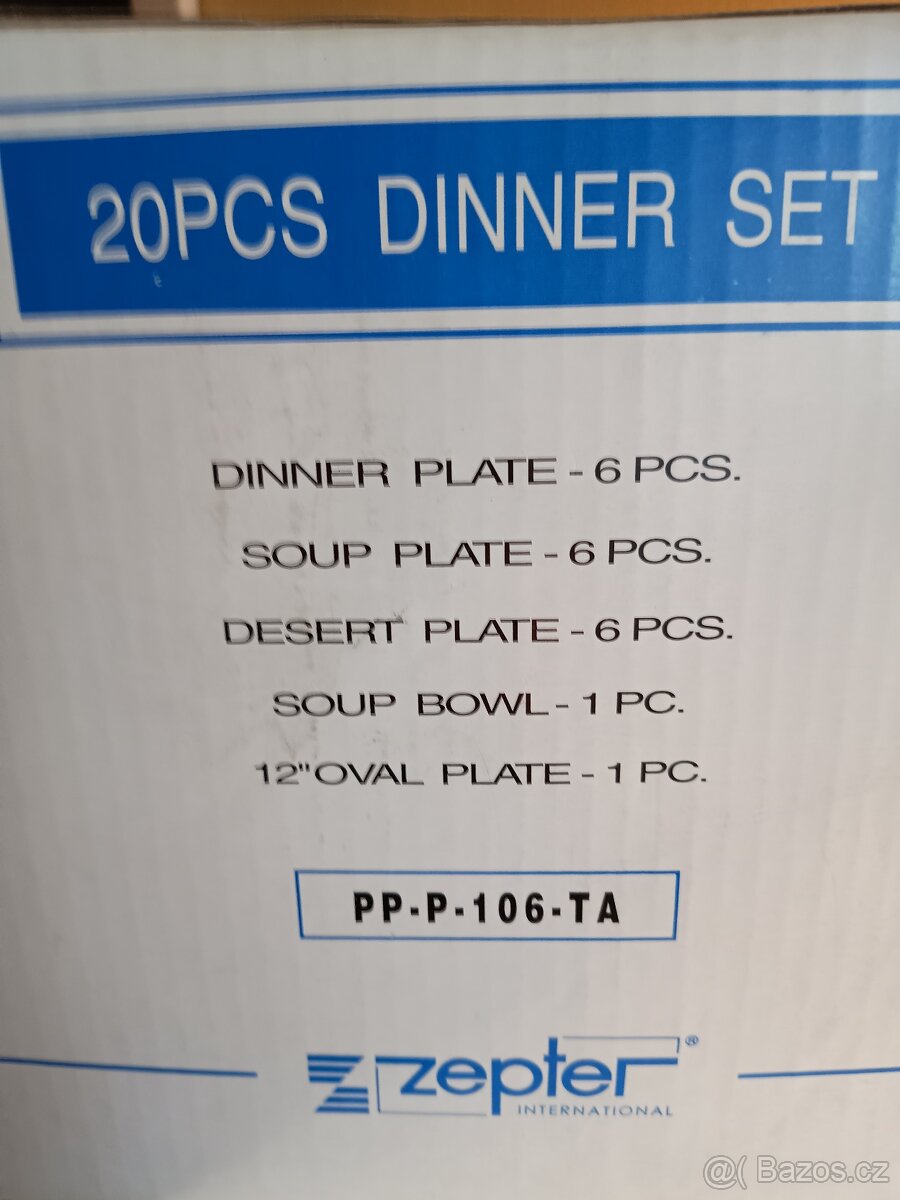 20PCS DINNER SET
DINNER PLATE - 6 PCS.
SOUP PLATE - 6 PCS.
DESERT PLATE - 6 PCS.
SOUP BOWL - 1 PC.
12" OVAL PLATE - 1 PC.
PP-P-106-TA
zepter®
INTERNATIONAL
@( Bazos.cz